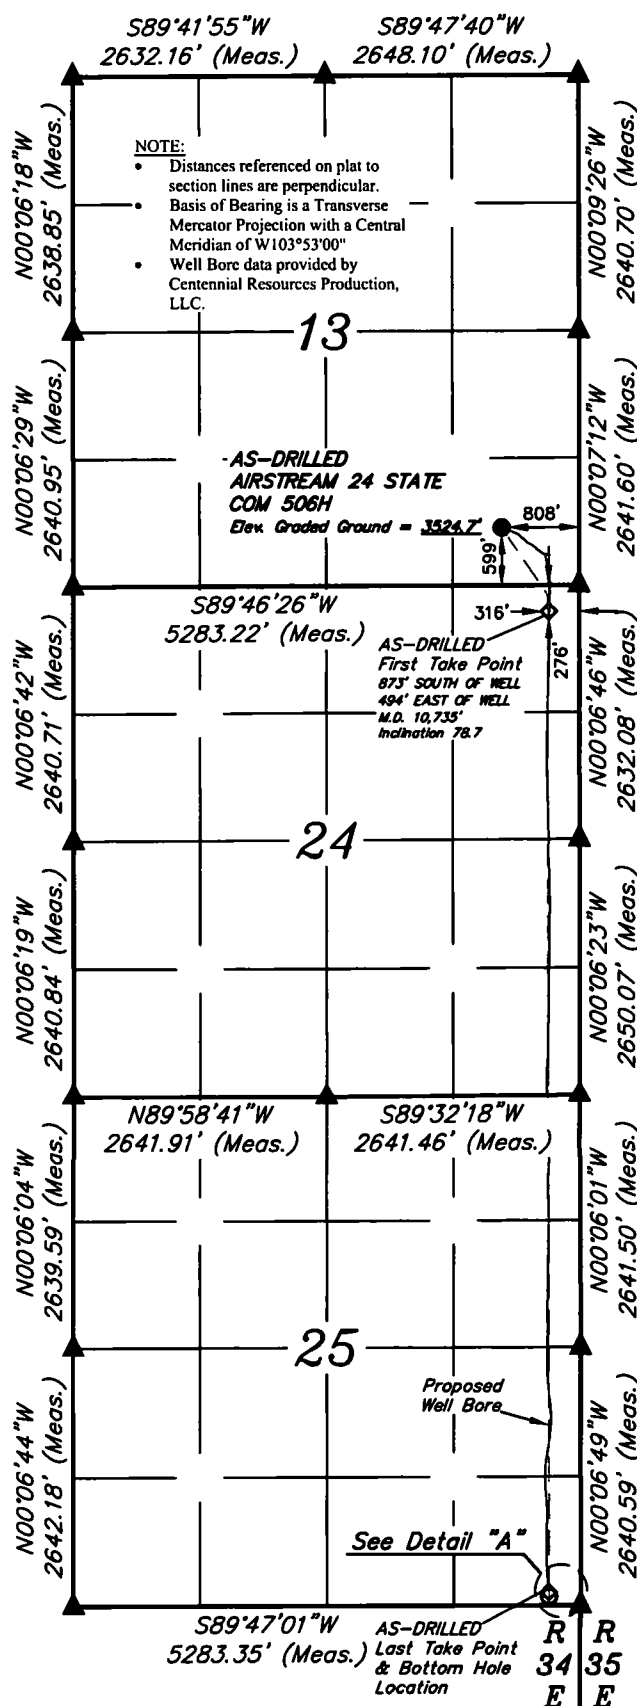 S89°41'55"W
2632.16' (Meas.)
S89°47'40"W
2648.10' (Meas.)
N00°06'18"W
2638.85' (Meas.)
N00°09'26"W
2640.70' (Meas.)
NOTE:
• Distances referenced on plat to
section lines are perpendicular.
• Basis of Bearing is a Transverse
Mercator Projection with a Central
Meridian of W103°53'00"
• Well Bore data provided by
Centennial Resources Production,
LLC.
13
N00°06'29"W
2640.95' (Meas.)
N00°07'12"W
2641.60' (Meas.)
AS-DRILLED
AIRSTREAM 24 STATE
COM 506H
Elev. Graded Ground = 3524.7'
808'
599'
S89°46'26"W
5283.22' (Meas.)
316'
276'
AS-DRILLED
First Take Point
873' SOUTH OF WELL
494' EAST OF WELL
M.D. 10,735'
Inclination 78.7
N00°06'42"W
2640.71' (Meas.)
N00°06'46"W
2632.08' (Meas.)
24
N00°06'19"W
2640.84' (Meas.)
N00°06'23"W
2650.07' (Meas.)
N89°58'41"W
2641.91' (Meas.)
S89°32'18"W
2641.46' (Meas.)
N00°06'04"W
2639.59' (Meas.)
N00°06'01"W
2641.50' (Meas.)
25
Proposed
Well Bore
N00°06'44"W
2642.18' (Meas.)
N00°06'49"W
2640.59' (Meas.)
See Detail "A"
S89°47'01"W
5283.35' (Meas.)
AS-DRILLED
Last Take Point
& Bottom Hole
Location
R R
34 35
E E